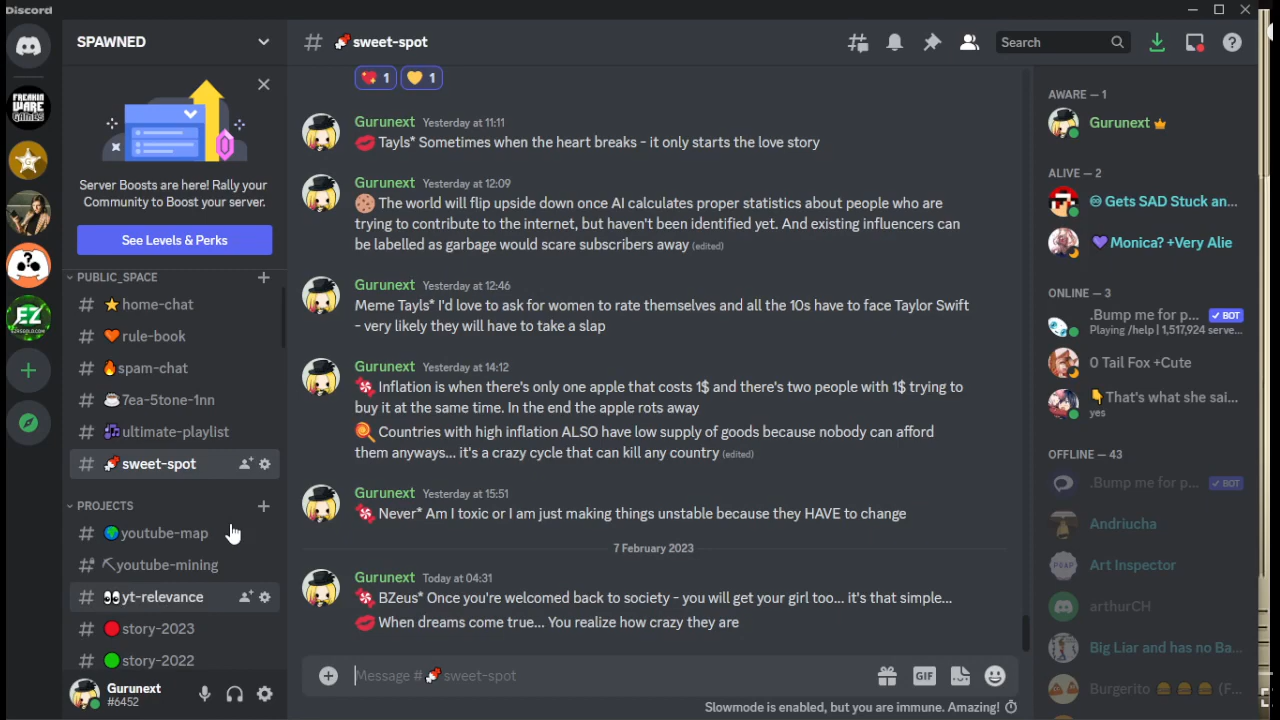 Discord
SPAWNED
Server Boosts are here! Rally your
Community to Boost your server.
See Levels & Perks
PUBLIC_SPACE
home-chat
rule-book
spam-chat
7ea-5tone-1nn
ultimate-playlist
sweet-spot
PROJECTS
youtube-map
youtube-mining
yt-relevance
story-2023
story-2022
Gurunext
#6452
FREAKIN
WARE
GAMES
G
?
EZ
# 💉sweet-spot
Search
💖 1 💛 1
Gurunext Yesterday at 11:11
💋 Tayls* Sometimes when the heart breaks - it only starts the love story
Gurunext Yesterday at 12:09
🍪 The world will flip upside down once AI calculates proper statistics about people who are
trying to contribute to the internet, but haven't been identified yet. And existing influencers can
be labelled as garbage would scare subscribers away (edited)
Gurunext Yesterday at 12:46
Meme Tayls* I'd love to ask for women to rate themselves and all the 10s have to face Taylor Swift
- very likely they will have to take a slap
Gurunext Yesterday at 14:12
🍬 Inflation is when there's only one apple that costs 1$ and there's two people with 1$ trying to
buy it at the same time. In the end the apple rots away
🍭 Countries with high inflation ALSO have low supply of goods because nobody can afford
them anyways... it's a crazy cycle that can kill any country (edited)
Gurunext Yesterday at 15:51
🍬 Never* Am I toxic or I am just making things unstable because they HAVE to change
7 February 2023
Gurunext Today at 04:31
🍬 BZeus* Once you're welcomed back to society - you will get your girl too... it's that simple...
💋 When dreams come true... You realize how crazy they are
Message # sweet-spot
GIF
Slowmode is enabled, but you are immune. Amazing!
AWARE — 1
Gurunext
ALIVE — 2
♾ Gets SAD Stuck an...
💜 Monica? +Very Alie
ONLINE — 3
.Bump me for p... ✓ BOT
Playing /help | 1,517,924 serve...
0 Tail Fox +Cute
👇 That's what she sai...
yes
OFFLINE — 43
.Bump me for p... ✓ BOT
Andriucha
Art Inspector
arthurCH
Big Liar and has no Ba...
Burgerito 🍔 🍔 🍔 (F...